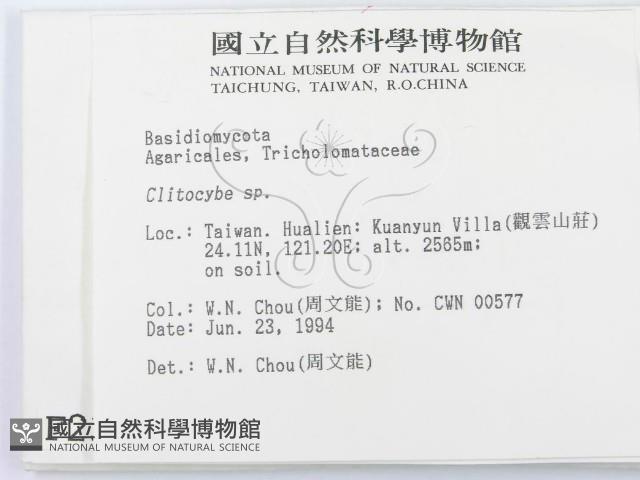 國立自然科學博物館
NATIONAL MUSEUM OF NATURAL SCIENCE
TAICHUNG, TAIWAN, R.O.CHINA
Basidiomycota
Agaricales, Tricholomataceae
Clitocybe sp.
Loc.: Taiwan. Hualien: Kuanyun Villa(觀雲山莊)
24.11N, 121.20E; alt. 2565m;
on soil.
Col.: W.N. Chou(周文能); No. CWN 00577
Date: Jun. 23, 1994
Det.: W.N. Chou(周文能)
國立自然科學博物館
NATIONAL MUSEUM OF NATURAL SCIENCE